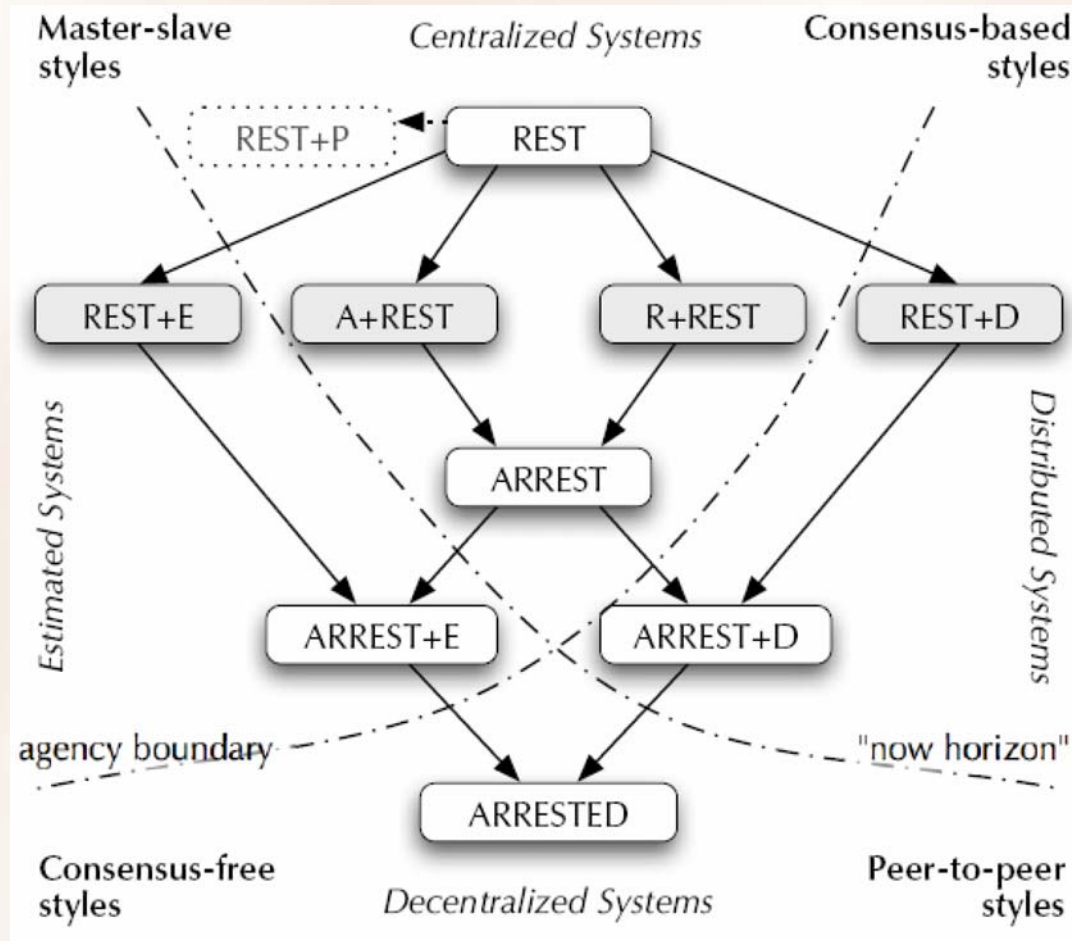 Master-slave
styles
Centralized Systems
Consensus-based
styles
REST+P
REST
REST+E
A+REST
R+REST
REST+D
Estimated Systems
Distributed Systems
ARREST
ARREST+E
ARREST+D
agency boundary
"now horizon"
ARRESTED
Consensus-free
styles
Decentralized Systems
Peer-to-peer
styles